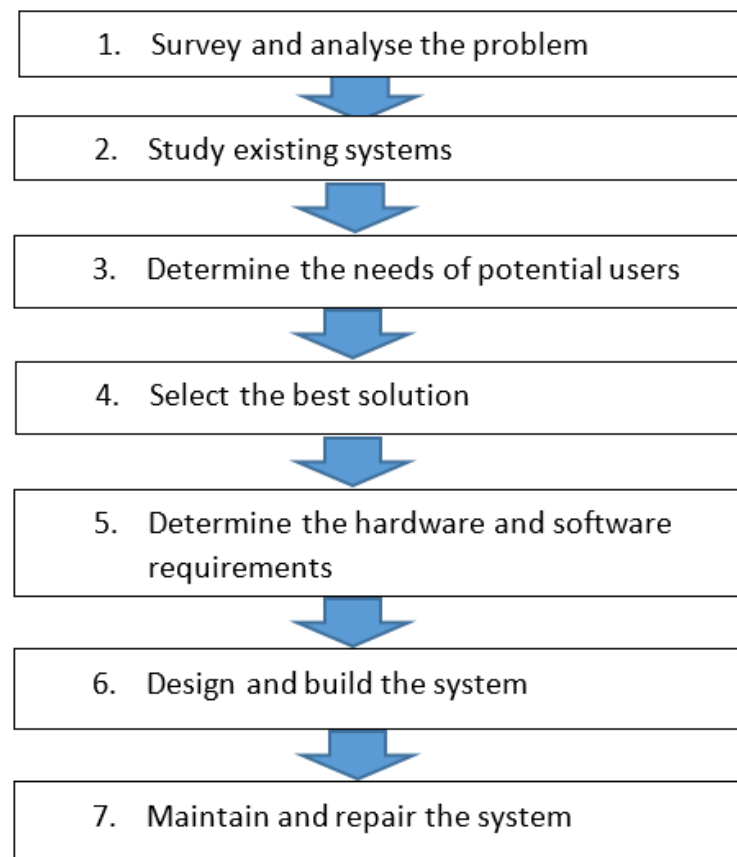 1. Survey and analyse the problem
2. Study existing systems
3. Determine the needs of potential users
4. Select the best solution
5. Determine the hardware and software
requirements
6. Design and build the system
7. Maintain and repair the system